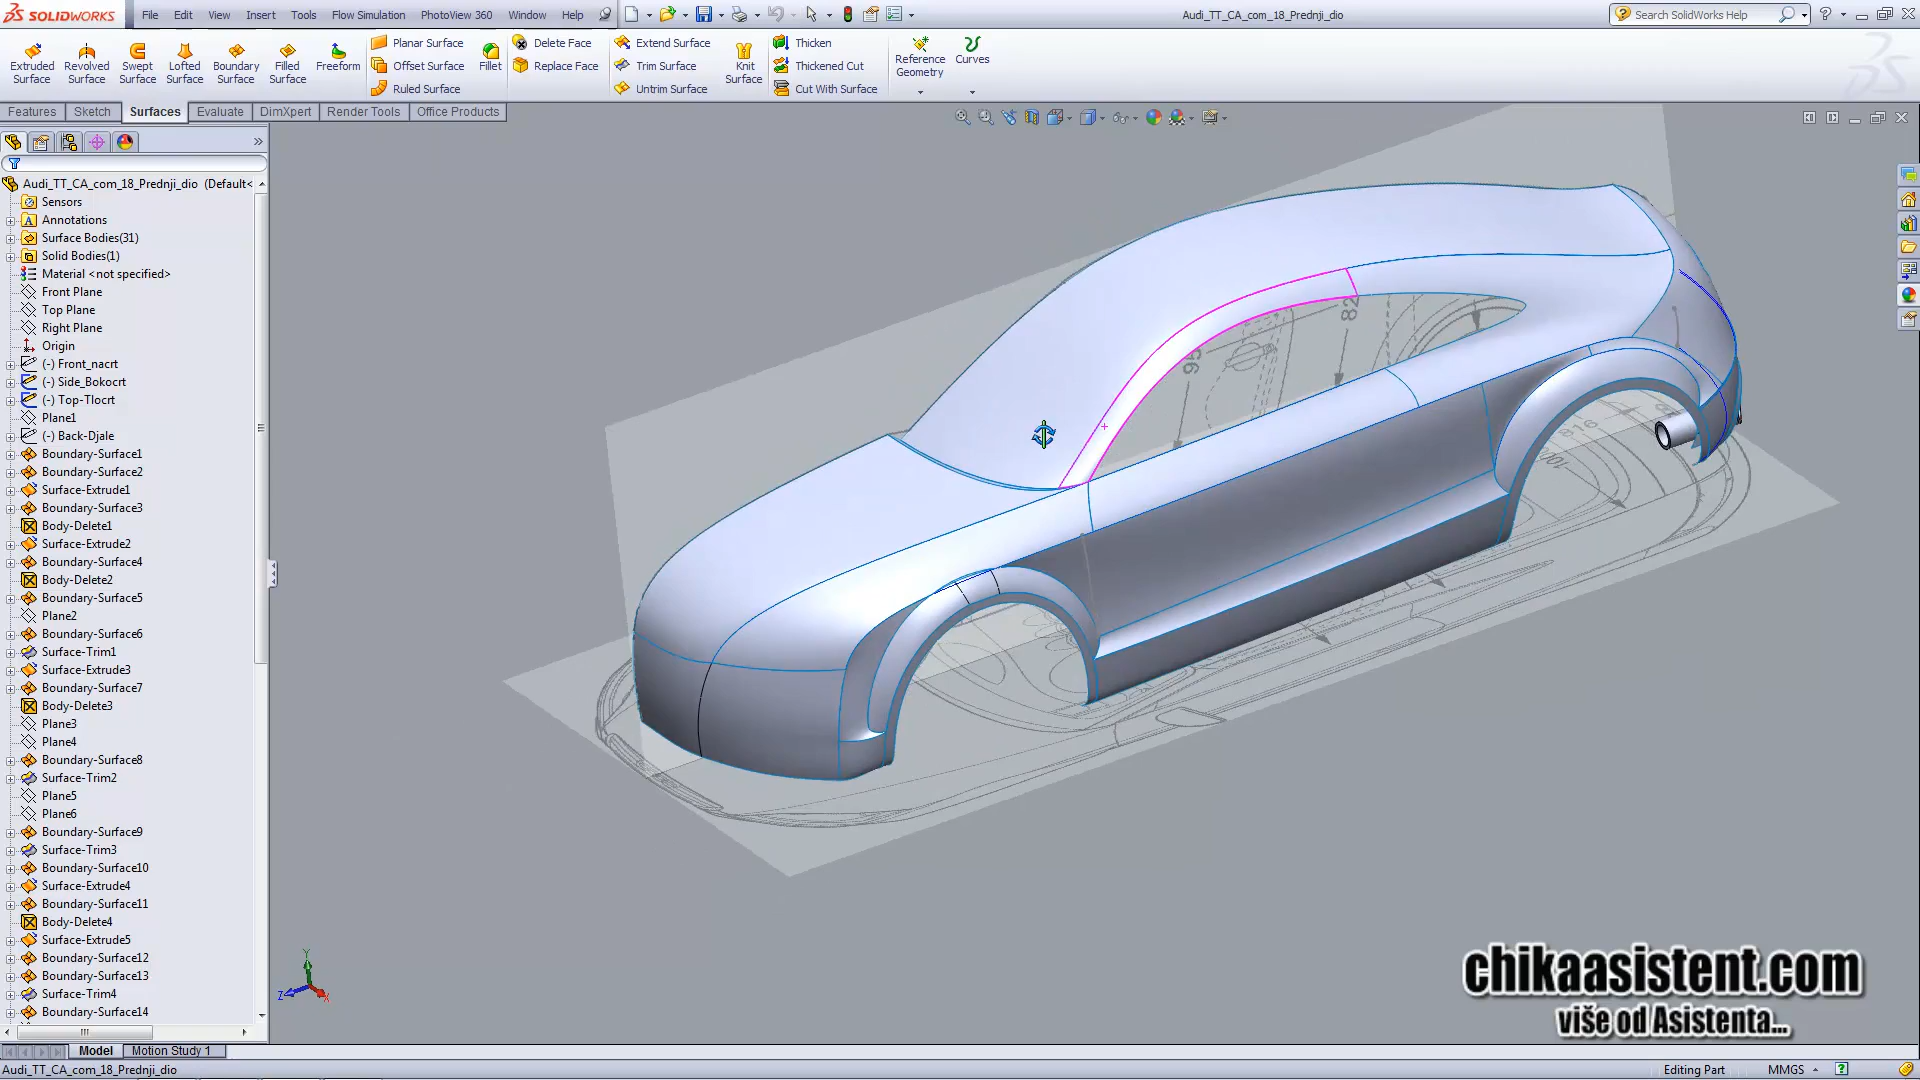 SOLIDWORKS
File Edit View Insert Tools Flow Simulation PhotoView 360 Window Help
Audi_TT_CA_com_18_Prednji_dio
Search SolidWorks Help
Extruded Surface
Revolved Surface
Swept Surface
Lofted Surface
Boundary Surface
Filled Surface
Freeform
Planar Surface
Offset Surface
Ruled Surface
Fillet
Delete Face
Replace Face
Extend Surface
Trim Surface
Untrim Surface
Knit Surface
Thicken
Thickened Cut
Cut With Surface
Reference Geometry
Curves
Features Sketch Surfaces Evaluate DimXpert Render Tools Office Products
Audi_TT_CA_com_18_Prednji_dio (Default<
Sensors
Annotations
Surface Bodies(31)
Solid Bodies(1)
Material <not specified>
Front Plane
Top Plane
Right Plane
Origin
(-) Front_nacrt
(-) Side_Bokocrt
(-) Top-Tlocrt
Plane1
(-) Back-Djale
Boundary-Surface1
Boundary-Surface2
Surface-Extrude1
Boundary-Surface3
Body-Delete1
Surface-Extrude2
Boundary-Surface4
Body-Delete2
Boundary-Surface5
Plane2
Boundary-Surface6
Surface-Trim1
Surface-Extrude3
Boundary-Surface7
Body-Delete3
Plane3
Plane4
Boundary-Surface8
Surface-Trim2
Plane5
Plane6
Boundary-Surface9
Surface-Trim3
Boundary-Surface10
Surface-Extrude4
Boundary-Surface11
Body-Delete4
Surface-Extrude5
Boundary-Surface12
Boundary-Surface13
Surface-Trim4
Boundary-Surface14
Y
Z
X
chikaasistent.com
više od Asistenta...
Model Motion Study 1
Audi_TT_CA_com_18_Prednji_dio
Editing Part
MMGS